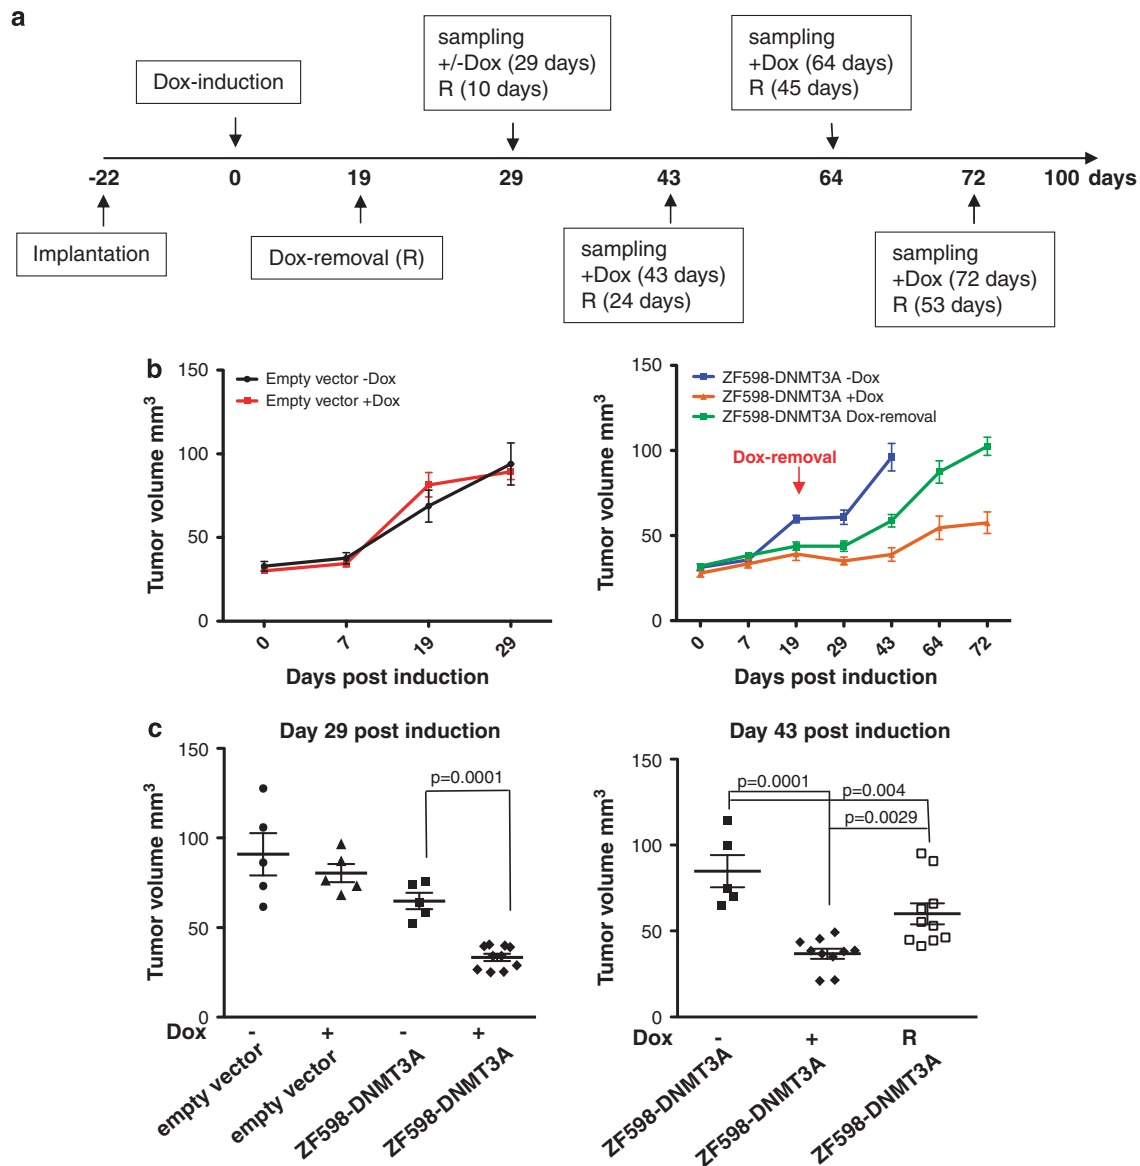 a
Dox-induction
sampling
+/-Dox (29 days)
R (10 days)
sampling
+Dox (64 days)
R (45 days)
-22 0 19 29 43 64 72 100 days
Implantation
Dox-removal (R)
sampling
+Dox (43 days)
R (24 days)
sampling
+Dox (72 days)
R (53 days)
b
Tumor volume mm³
150
100
50
0
Empty vector -Dox
Empty vector +Dox
0 7 19 29
Days post induction
Tumor volume mm³
150
100
50
0
ZF598-DNMT3A -Dox
ZF598-DNMT3A +Dox
ZF598-DNMT3A Dox-removal
Dox-removal
0 7 19 29 43 64 72
Days post induction
c
Day 29 post induction
Tumor volume mm³
150
100
50
0
p=0.0001
Dox - + - +
empty vector
empty vector
ZF598-DNMT3A
ZF598-DNMT3A
Day 43 post induction
Tumor volume mm³
150
100
50
0
p=0.0001
p=0.004
p=0.0029
Dox - + R
ZF598-DNMT3A
ZF598-DNMT3A
ZF598-DNMT3A